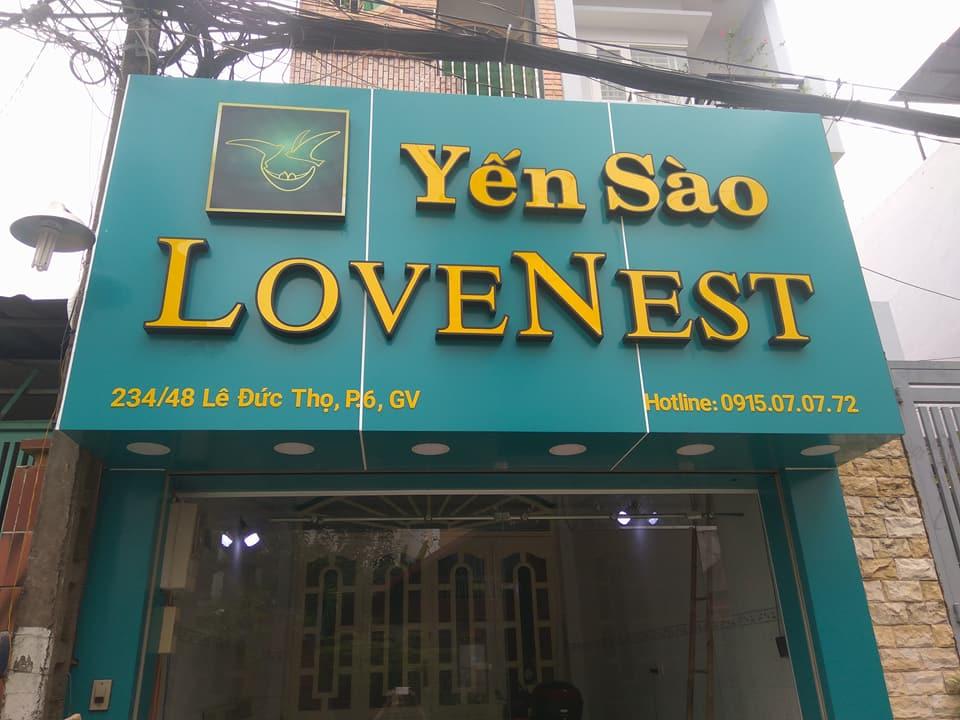 Yến Sào
LOVENEST
234/48 Lê Đức Thọ, P.6, GV
Hotline: 0915.07.07.72